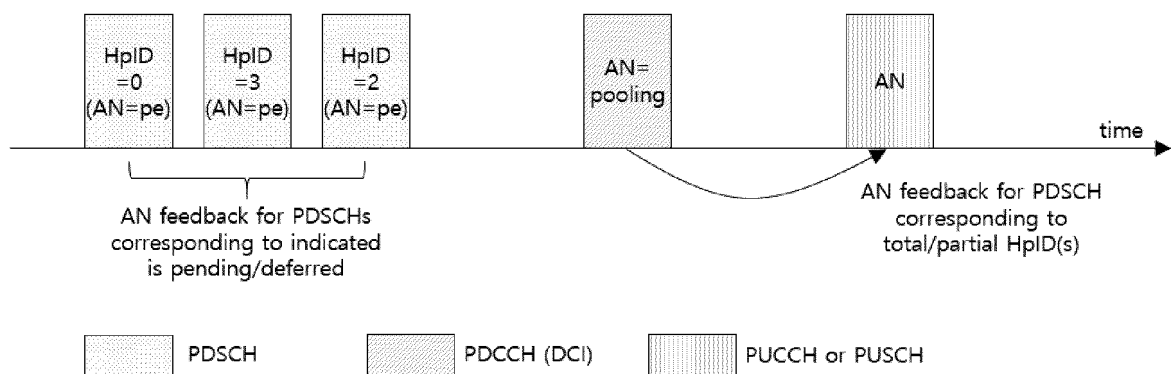 HpID
=0
(AN=pe)
HpID
=3
(AN=pe)
HpID
=2
(AN=pe)
AN=
pooling
AN
time
AN feedback for PDSCHs
corresponding to indicated
is pending/deferred
AN feedback for PDSCH
corresponding to
total/partial HpID(s)
PDSCH
PDCCH (DCI)
PUCCH or PUSCH